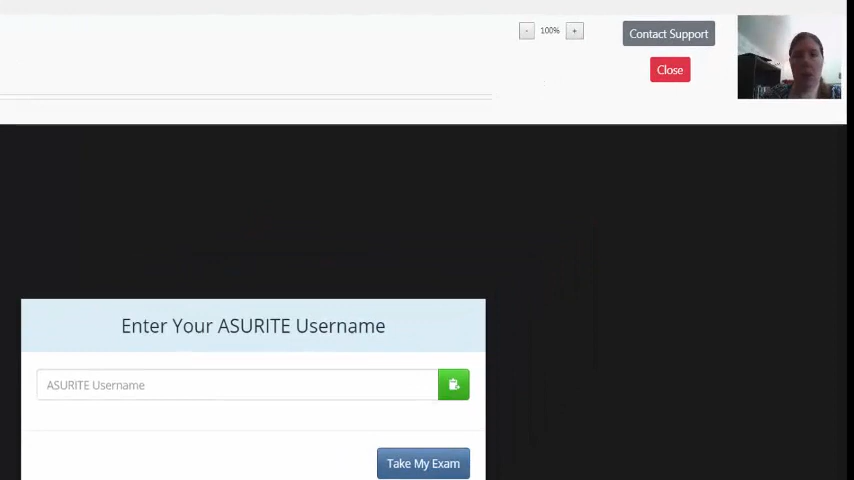 - 100% +
Contact Support
Close
Enter Your ASURITE Username
ASURITE Username
Take My Exam